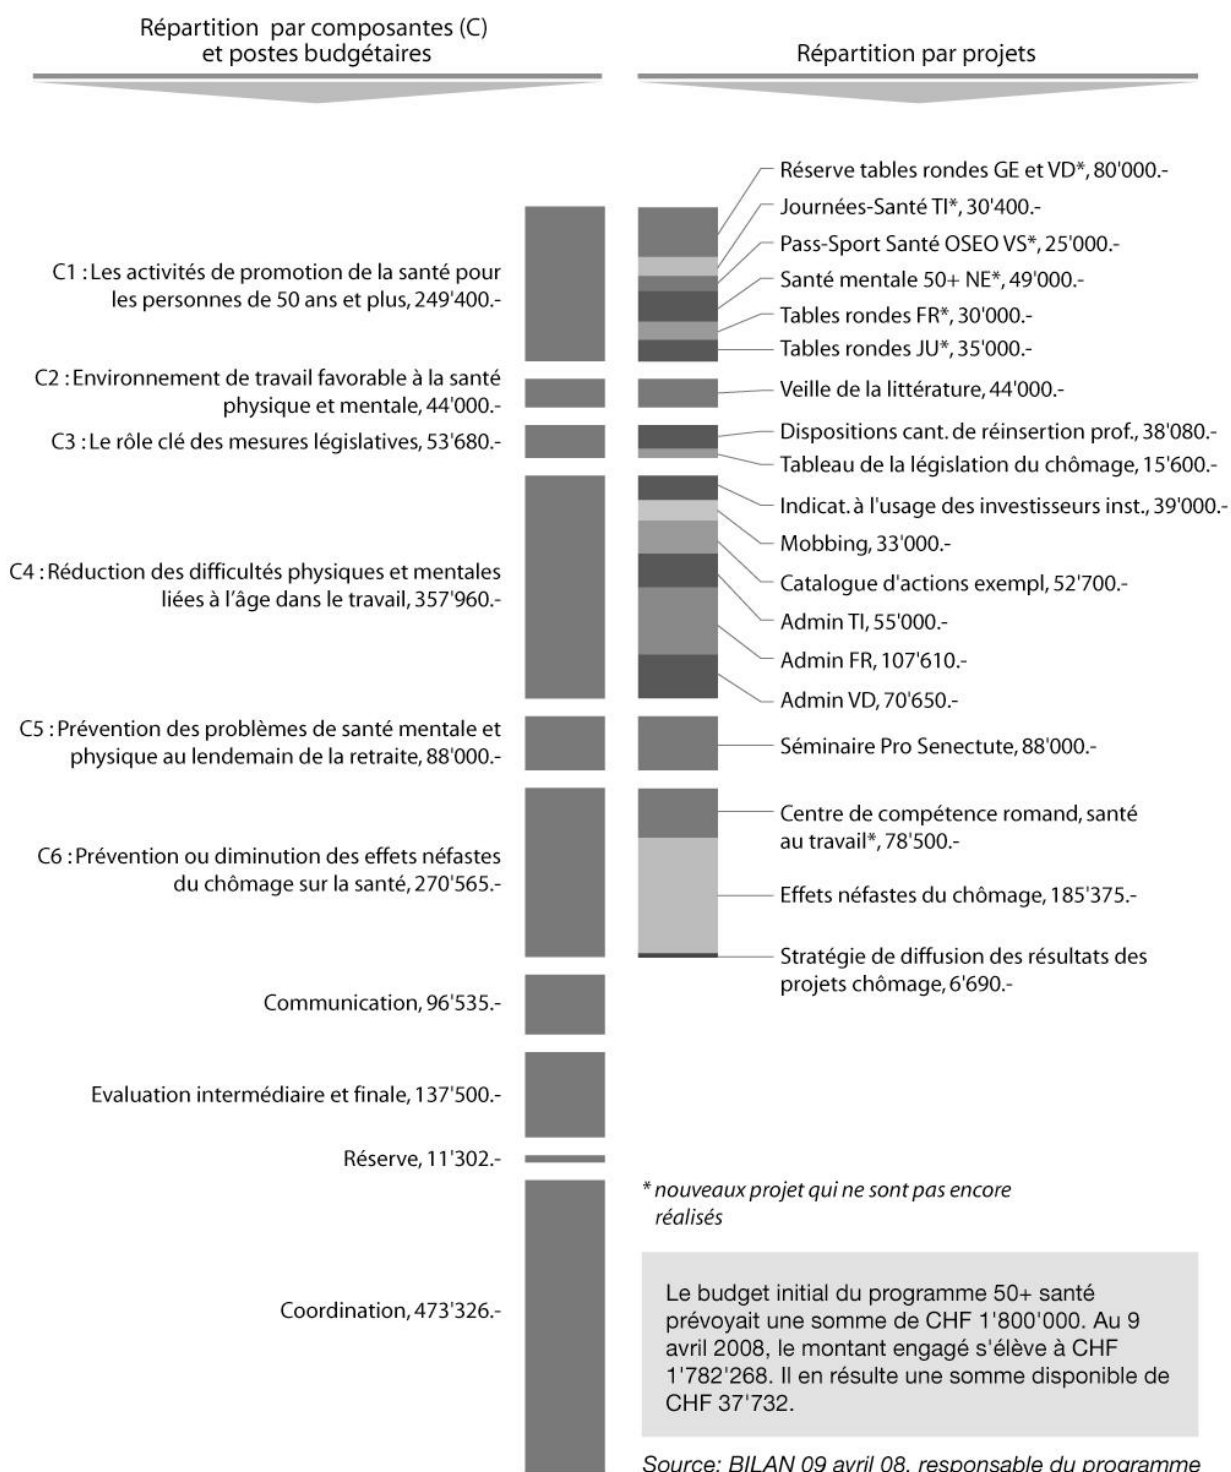 Répartition par composantes (C)
et postes budgétaires
C1 : Les activités de promotion de la santé pour
les personnes de 50 ans et plus, 249'400.-
C2 : Environnement de travail favorable à la santé
physique et mentale, 44'000.-
C3 : Le rôle clé des mesures législatives, 53'680.-
C4 : Réduction des difficultés physiques et mentales
liées à l'âge dans le travail, 357'960.-
C5 : Prévention des problèmes de santé mentale et
physique au lendemain de la retraite, 88'000.-
C6 : Prévention ou diminution des effets néfastes
du chômage sur la santé, 270'565.-
Communication, 96'535.-
Evaluation intermédiaire et finale, 137'500.-
Réserve, 11'302.-
Coordination, 473'326.-
Répartition par projets
Réserve tables rondes GE et VD*, 80'000.-
Journées-Santé TI*, 30'400.-
Pass-Sport Santé OSEO VS*, 25'000.-
Santé mentale 50+ NE*, 49'000.-
Tables rondes FR*, 30'000.-
Tables rondes JU*, 35'000.-
Veille de la littérature, 44'000.-
Dispositions cant. de réinsertion prof., 38'080.-
Tableau de la législation du chômage, 15'600.-
Indicat. à l'usage des investisseurs inst., 39'000.-
Mobbing, 33'000.-
Catalogue d'actions exempl, 52'700.-
Admin TI, 55'000.-
Admin FR, 107'610.-
Admin VD, 70'650.-
Séminaire Pro Senectute, 88'000.-
Centre de compétence romand, santé
au travail*, 78'500.-
Effets néfastes du chômage, 185'375.-
Stratégie de diffusion des résultats des
projets chômage, 6'690.-
* nouveaux projet qui ne sont pas encore
réalisés
Le budget initial du programme 50+ santé
prévoyait une somme de CHF 1'800'000. Au 9
avril 2008, le montant engagé s'élève à CHF
1'782'268. Il en résulte une somme disponible de
CHF 37'732.
Source: BILAN 09 avril 08, responsable du programme